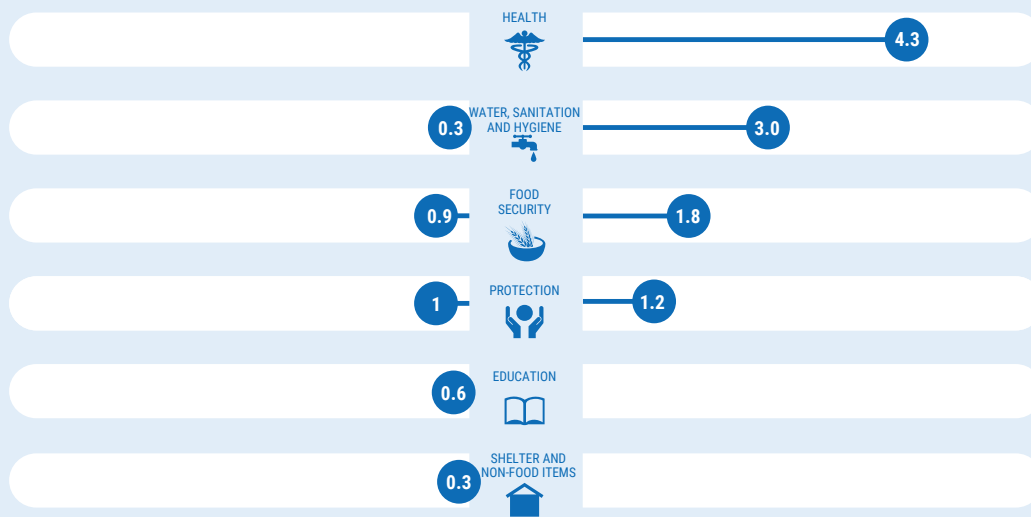 HEALTH
4.3
WATER, SANITATION
AND HYGIENE
0.3
3.0
FOOD
SECURITY
0.9
1.8
PROTECTION
1
1.2
EDUCATION
0.6
SHELTER AND
NON-FOOD ITEMS
0.3